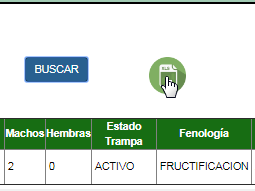 BUSCAR
Machos Hembras Estado Trampa Fenología
2 0 ACTIVO FRUCTIFICACION